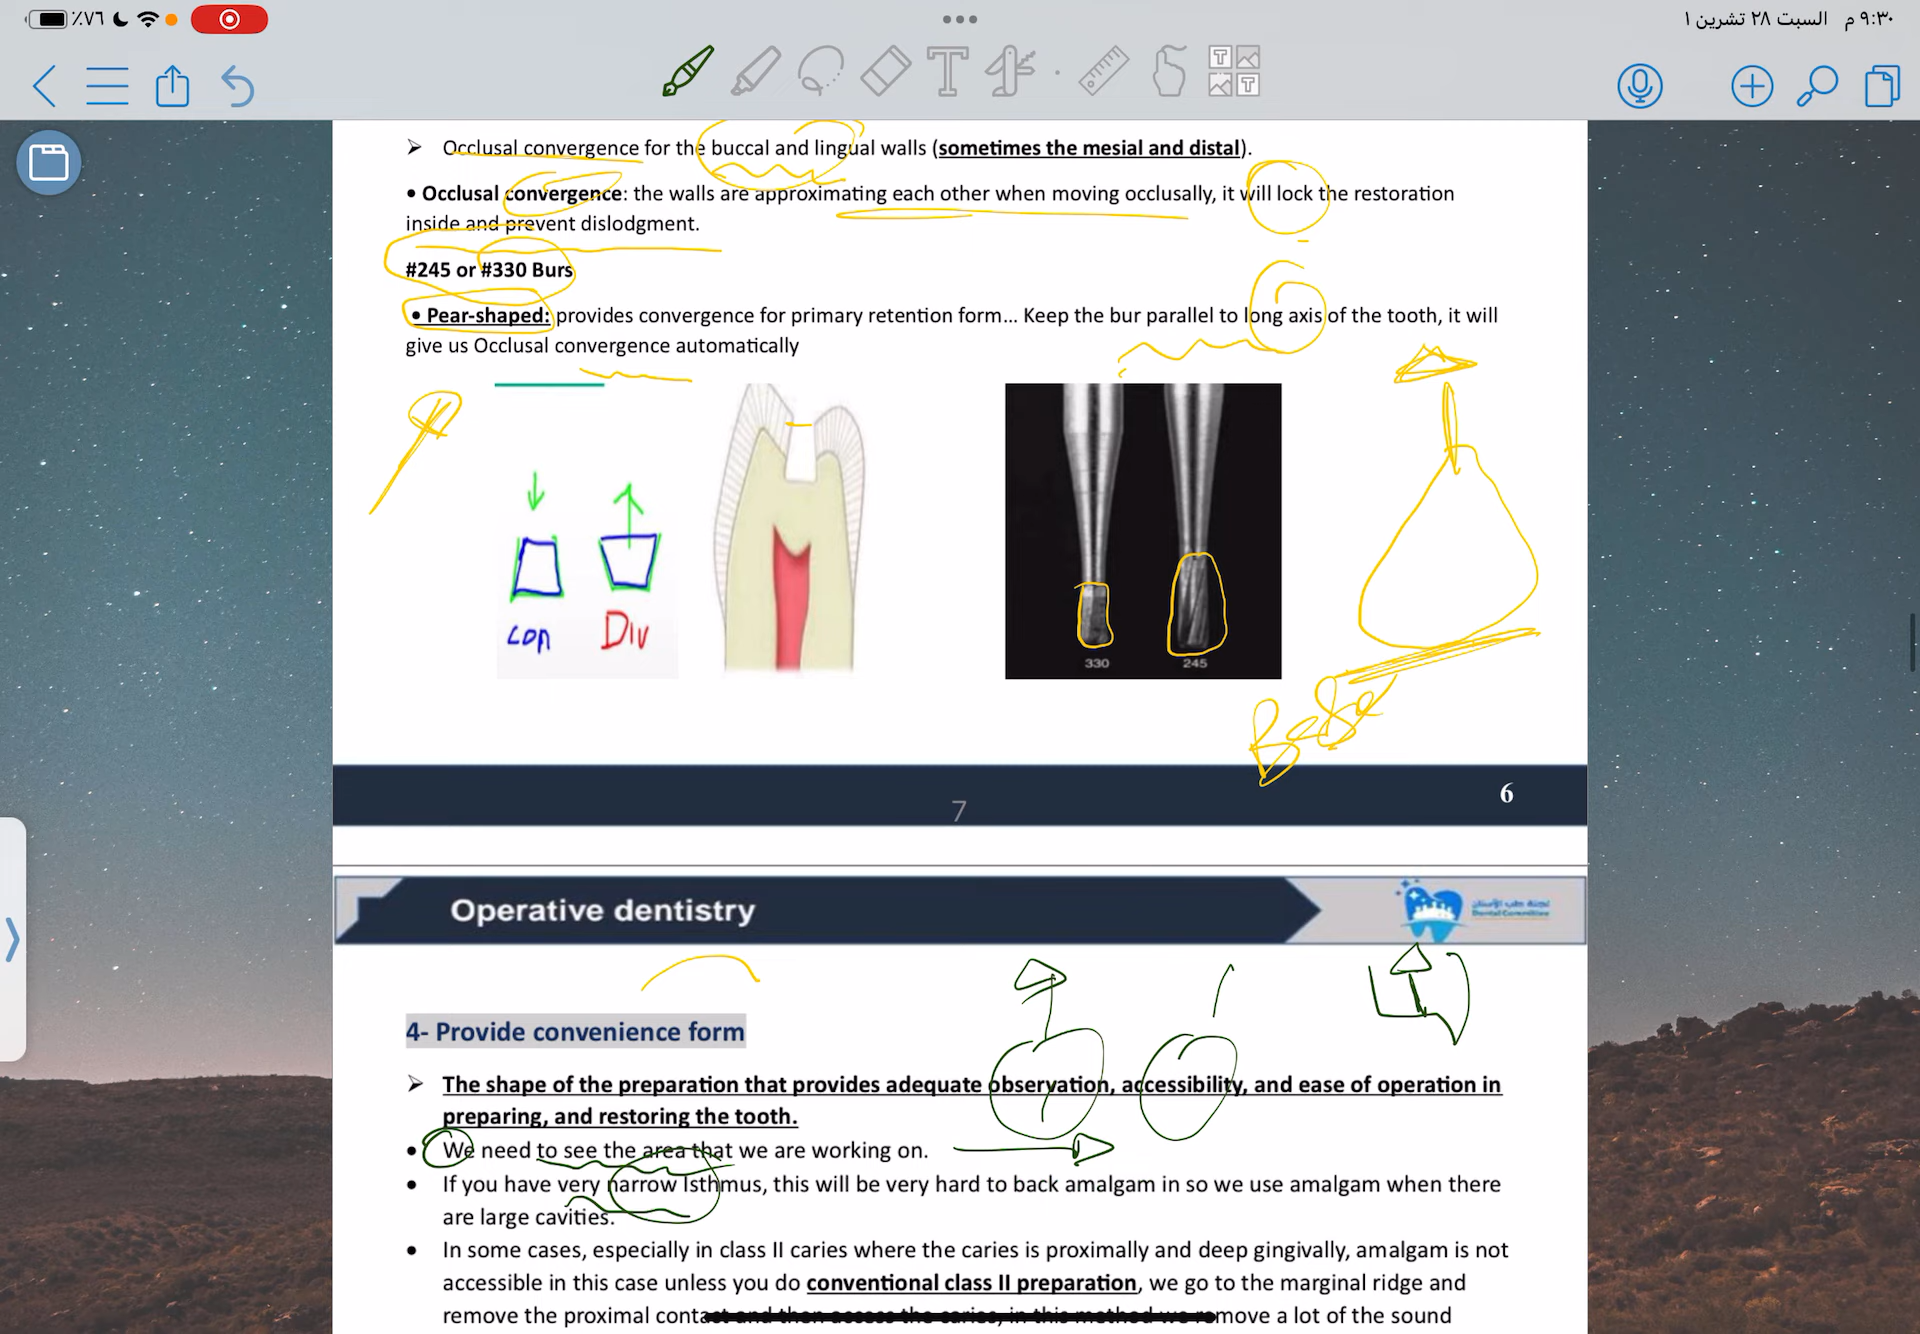 ٪٧٦
٩:٣٠ م السبت ٢٨ تشرين ١
Occlusal convergence for the buccal and lingual walls (sometimes the mesial and distal).
• Occlusal convergence: the walls are approximating each other when moving occlusally, it will lock the restoration
inside and prevent dislodgment.
#245 or #330 Burs
• Pear-shaped: provides convergence for primary retention form... Keep the bur parallel to long axis of the tooth, it will
give us Occlusal convergence automatically
con Div
330 245
Base
6
7
Operative dentistry
لجنة طب الأسنان
Dental Committee
4- Provide convenience form
The shape of the preparation that provides adequate observation, accessibility, and ease of operation in
preparing, and restoring the tooth.
• We need to see the area that we are working on.
• If you have very narrow Isthmus, this will be very hard to back amalgam in so we use amalgam when there
are large cavities.
• In some cases, especially in class II caries where the caries is proximally and deep gingivally, amalgam is not
accessible in this case unless you do conventional class II preparation, we go to the marginal ridge and
remove the proximal contact and then access the caries, in this method we remove a lot of the sound